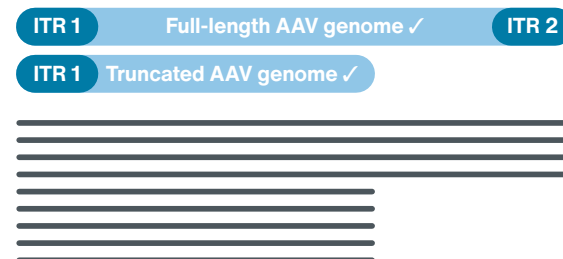 ITR 1 Full-length AAV genome ✓ ITR 2
ITR 1 Truncated AAV genome ✓